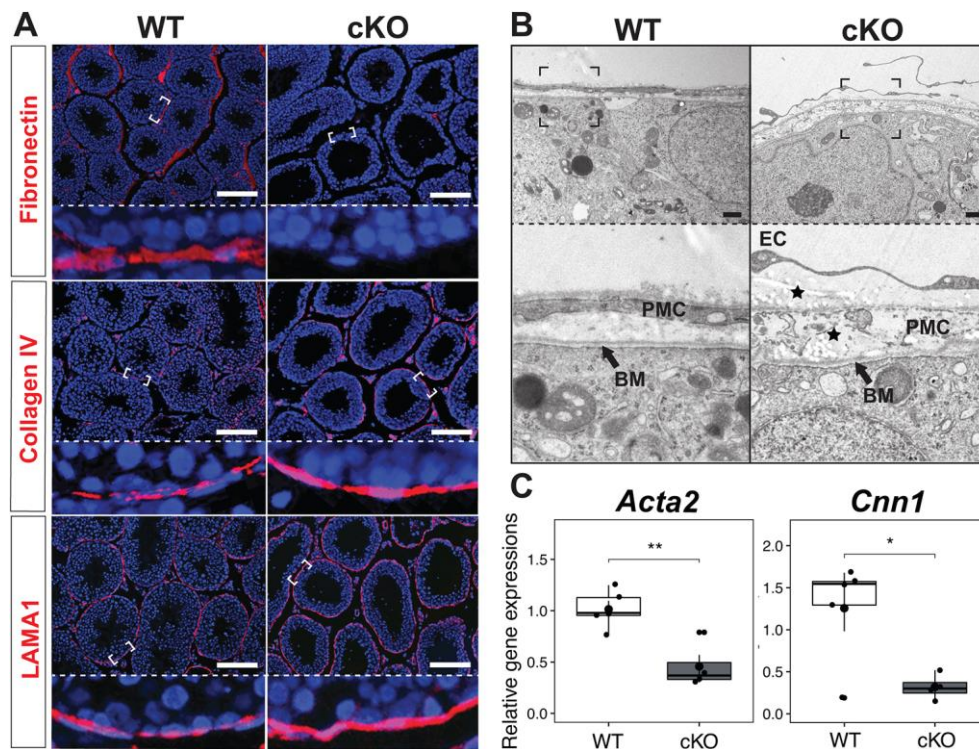 A
WT
cKO
Fibronectin
Collagen IV
LAMA1
B
WT
cKO
PMC
BM
EC
PMC
BM
C
Acta2
Cnn1
Relative gene expressions
1.5
1.0
0.5
0.0
**
WT
cKO
2.0
1.5
1.0
0.5
0.0
*
WT
cKO